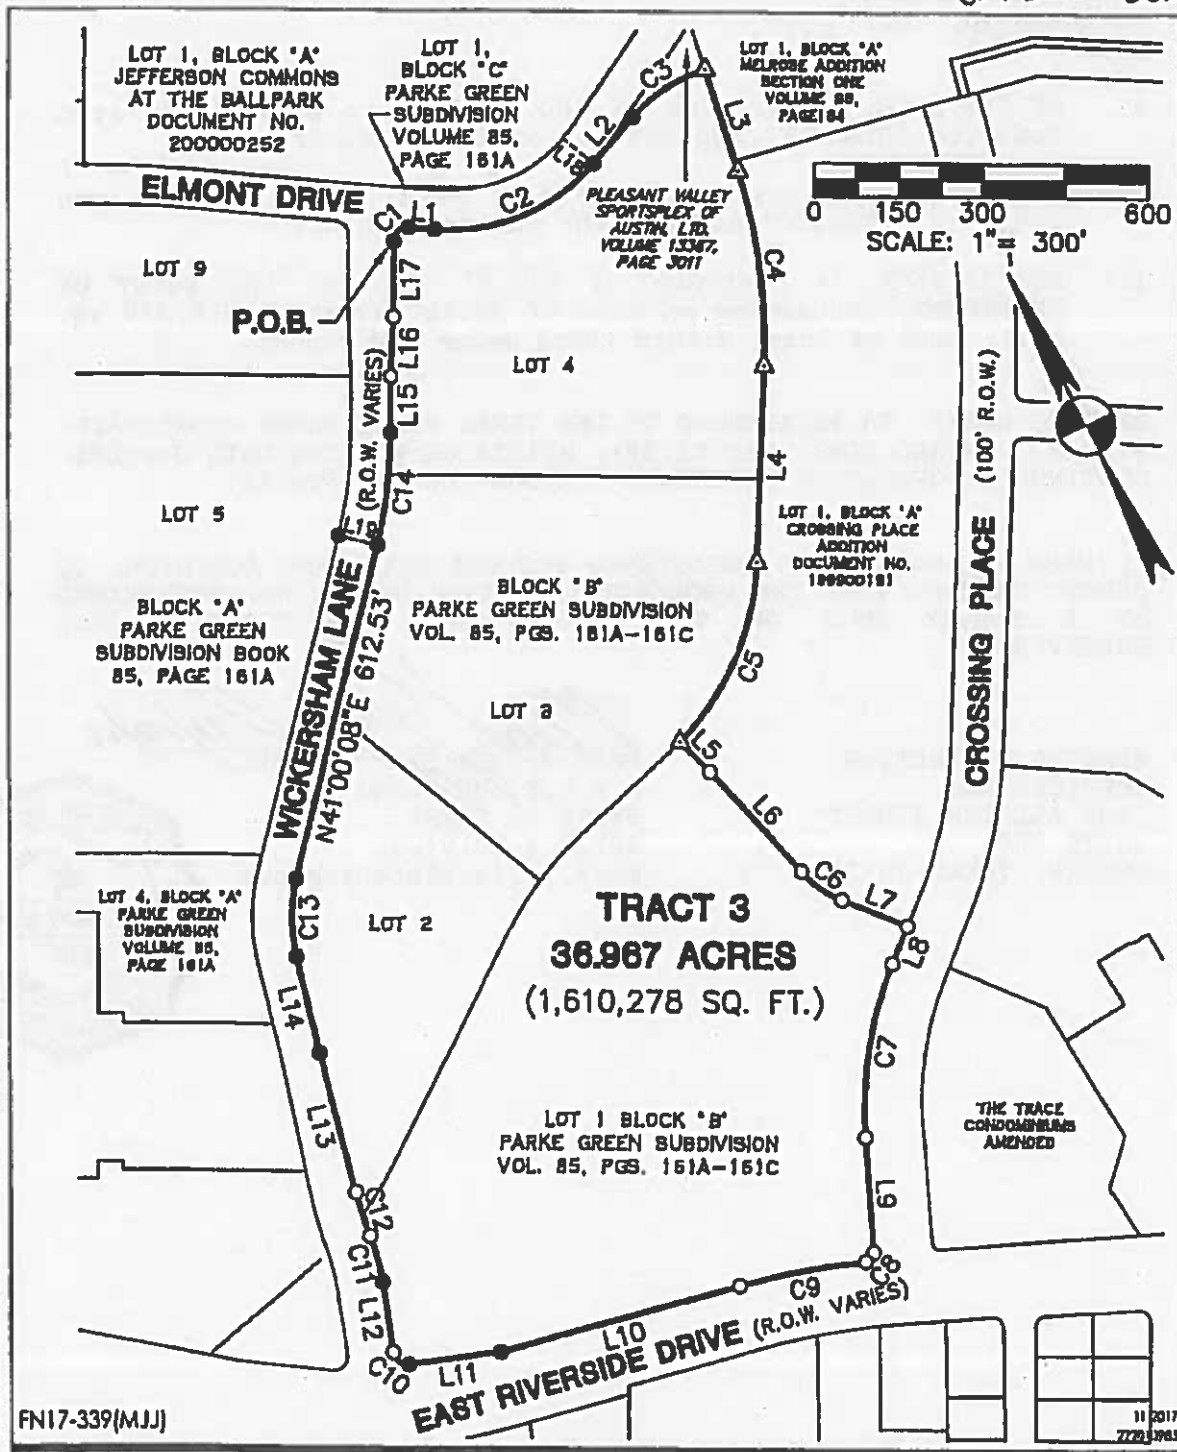 LOT 1, BLOCK "A"
JEFFERSON COMMONS
AT THE BALLPARK
DOCUMENT NO.
200000252
LOT 1,
BLOCK "C"
PARKE GREEN
SUBDIVISION
VOLUME 85,
PAGE 161A
C3
L2
L18
LOT 1, BLOCK "A"
MELROSE ADDITION
SECTION ONE
VOLUME 98,
PAGE 184
L3
ELMONT DRIVE
C1
L1
C2
PLEASANT VALLEY
SPORTSPLEX OF
AUSTIN, LTD.
VOLUME 13387,
PAGE 3011
0 150 300 600
SCALE: 1"= 300'
C4
LOT 9
L17
P.O.B.
L16
LOT 4
L15
(R.O.W. VARIES)
(100' R.O.W.)
L4
C14
LOT 5
L19
LOT 1, BLOCK "A"
CROSSING PLACE
ADDITION
DOCUMENT NO.
199900191
CROSSING PLACE
BLOCK "A"
PARKE GREEN
SUBDIVISION BOOK
85, PAGE 161A
BLOCK "B"
PARKE GREEN SUBDIVISION
VOL. 85, PGS. 161A-161C
WICKERSHAM LANE
N41°00'08"E 612.53'
C5
LOT 3
L5
L6
C6
L7
LOT 4, BLOCK "A"
PARKE GREEN
SUBDIVISION
VOLUME 85,
PAGE 161A
C13
LOT 2
TRACT 3
36.967 ACRES
(1,610,278 SQ. FT.)
L8
L14
C7
L13
LOT 1 BLOCK "B"
PARKE GREEN SUBDIVISION
VOL. 85, PGS. 161A-161C
THE TRACE
CONDOMINIUMS
AMENDED
L9
C12
C11
C8
C9
L12
L10
C10
L11
EAST RIVERSIDE DRIVE (R.O.W. VARIES)
FN17-339(MJJ)